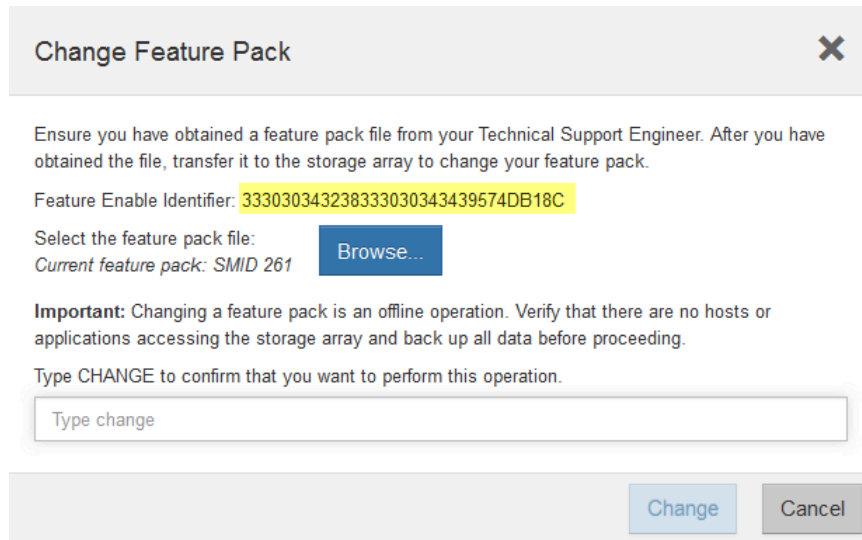 Change Feature Pack
Ensure you have obtained a feature pack file from your Technical Support Engineer. After you have
obtained the file, transfer it to the storage array to change your feature pack.
Feature Enable Identifier: 333030343238333030343439574DB18C
Select the feature pack file:
Current feature pack: SMID 261
Browse...
Important: Changing a feature pack is an offline operation. Verify that there are no hosts or
applications accessing the storage array and back up all data before proceeding.
Type CHANGE to confirm that you want to perform this operation.
Type change
Change
Cancel